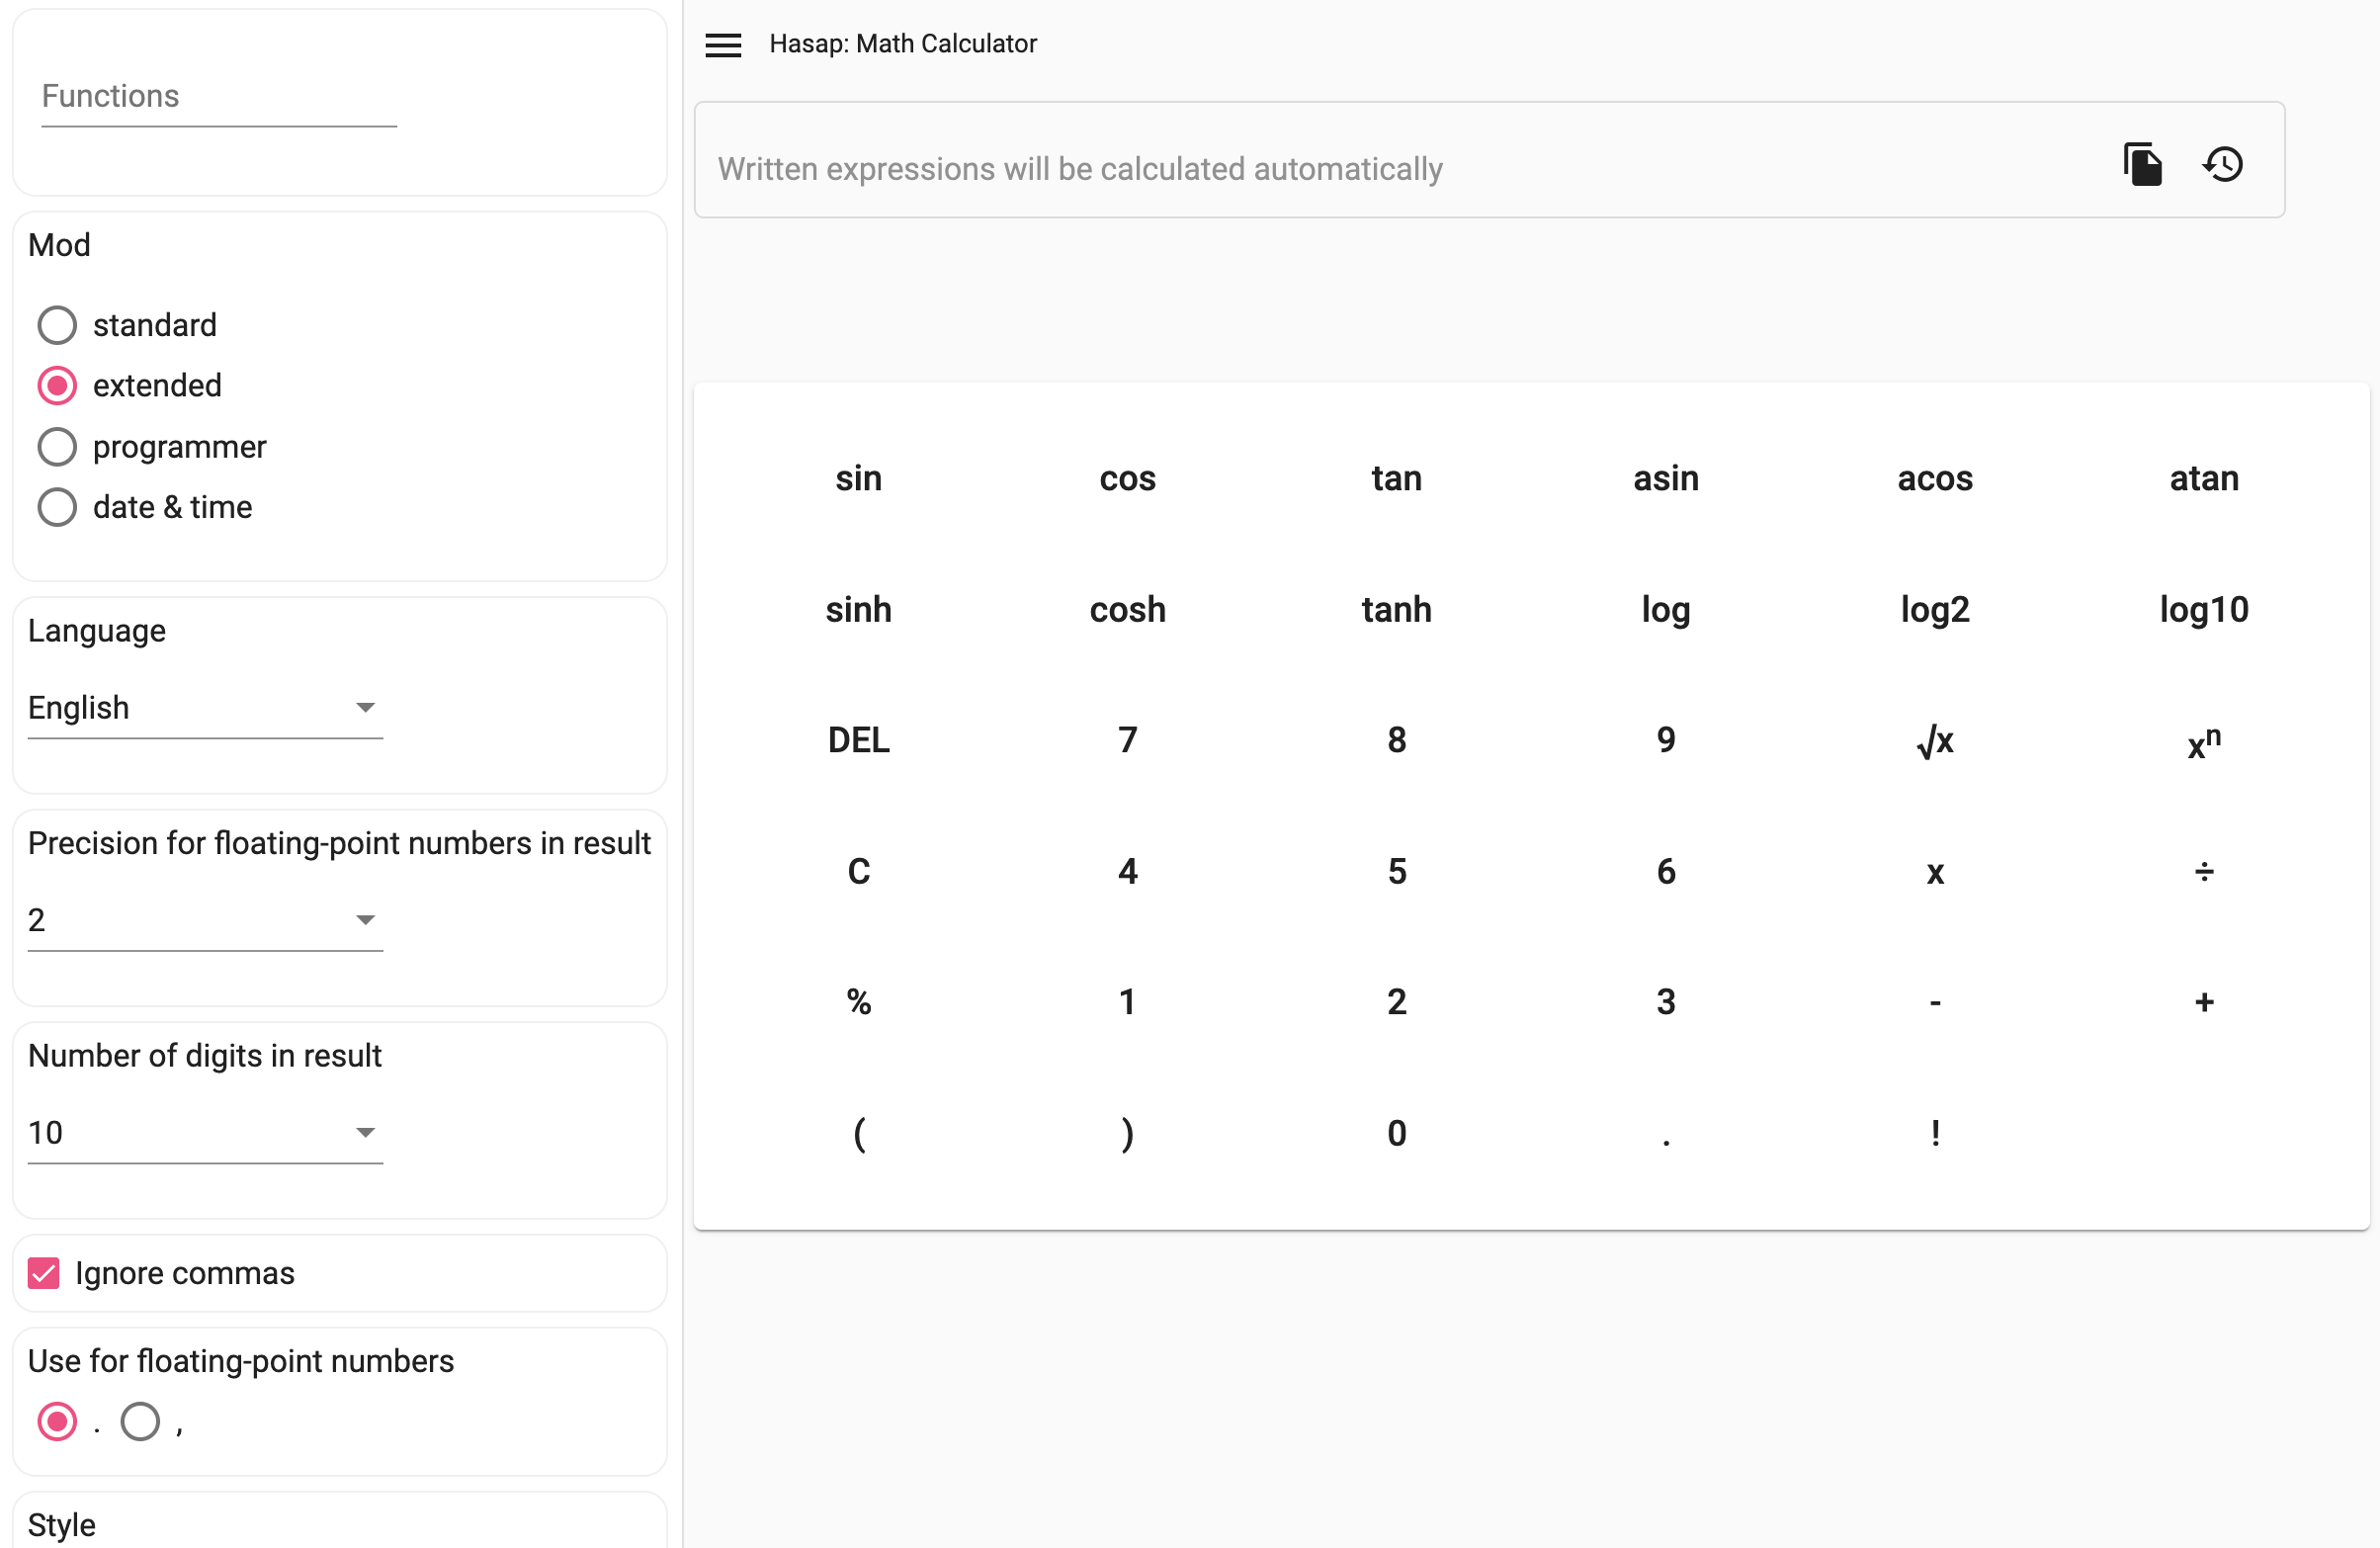 Functions
Mod
standard
extended
programmer
date & time
Language
English
Precision for floating-point numbers in result
2
Number of digits in result
10
Ignore commas
Use for floating-point numbers
. ,
Style
Hasap: Math Calculator
Written expressions will be calculated automatically
sin cos tan asin acos atan
sinh cosh tanh log log2 log10
DEL 7 8 9 √x xⁿ
C 4 5 6 x ÷
% 1 2 3 - +
( ) 0 . !